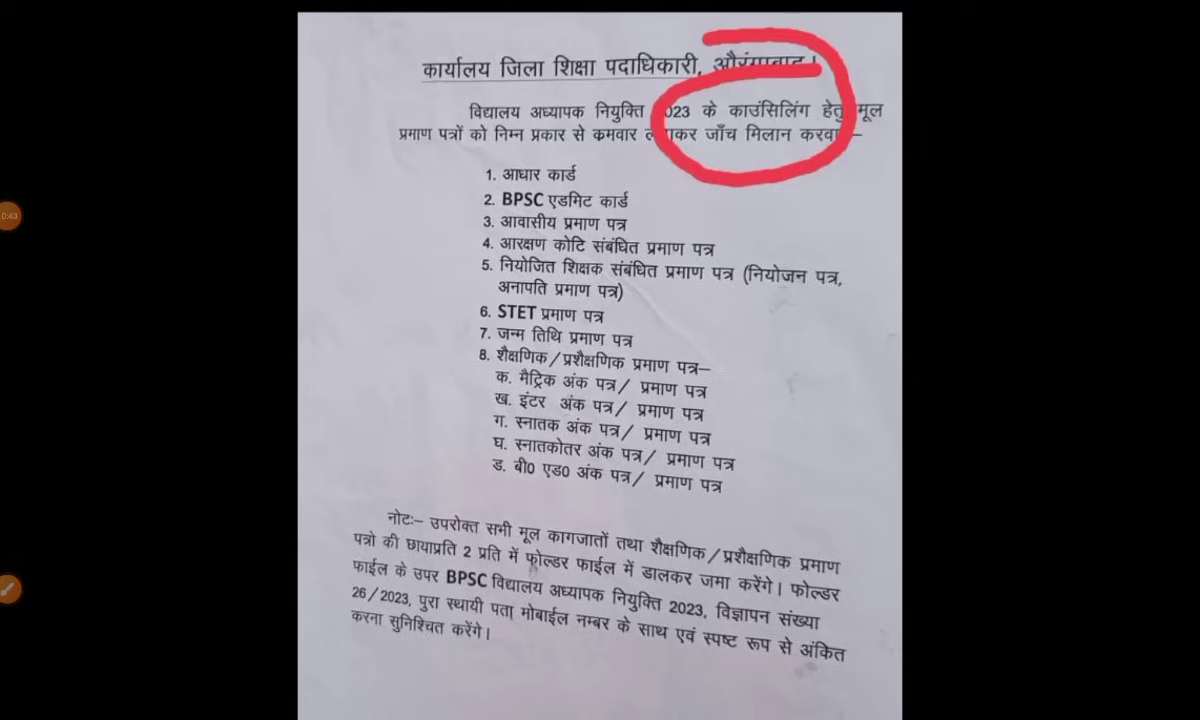 कार्यालय जिला शिक्षा पदाधिकारी, औरंगाबाद।
विद्यालय अध्यापक नियुक्ति 2023 के काउंसिलिंग हेतु मूल
प्रमाण पत्रों को निम्न प्रकार से क्रमवार जाँच मिलान करवा
1. आधार कार्ड
2. BPSC एडमिट कार्ड
3. आवासीय प्रमाण पत्र
4. आरक्षण कोटि संबंधित प्रमाण पत्र
5. नियोजित शिक्षक संबंधित प्रमाण पत्र (नियोजन पत्र,
अनापति प्रमाण पत्र)
6. STET प्रमाण पत्र
7. जन्म तिथि प्रमाण पत्र
8. शैक्षणिक/प्रशैक्षणिक प्रमाण पत्र–
क. मैट्रिक अंक पत्र/ प्रमाण पत्र
ख. इंटर अंक पत्र/ प्रमाण पत्र
ग. स्नातक अंक पत्र/ प्रमाण पत्र
घ. स्नातकोतर अंक पत्र/ प्रमाण पत्र
ड. बी0 एड0 अंक पत्र/ प्रमाण पत्र
नोटः– उपरोक्त सभी मूल कागजातों तथा शैक्षणिक/प्रशैक्षणिक प्रमाण
पत्रो की छायाप्रति 2 प्रति में फोल्डर फाईल में डालकर जमा करेंगे। फोल्डर
फाईल के उपर BPSC विद्यालय अध्यापक नियुक्ति 2023, विज्ञापन संख्या
26/2023, पुरा स्थायी पता मोबाईल नम्बर के साथ एवं स्पष्ट रूप से अंकित
करना सुनिश्चित करेंगे।
0:43